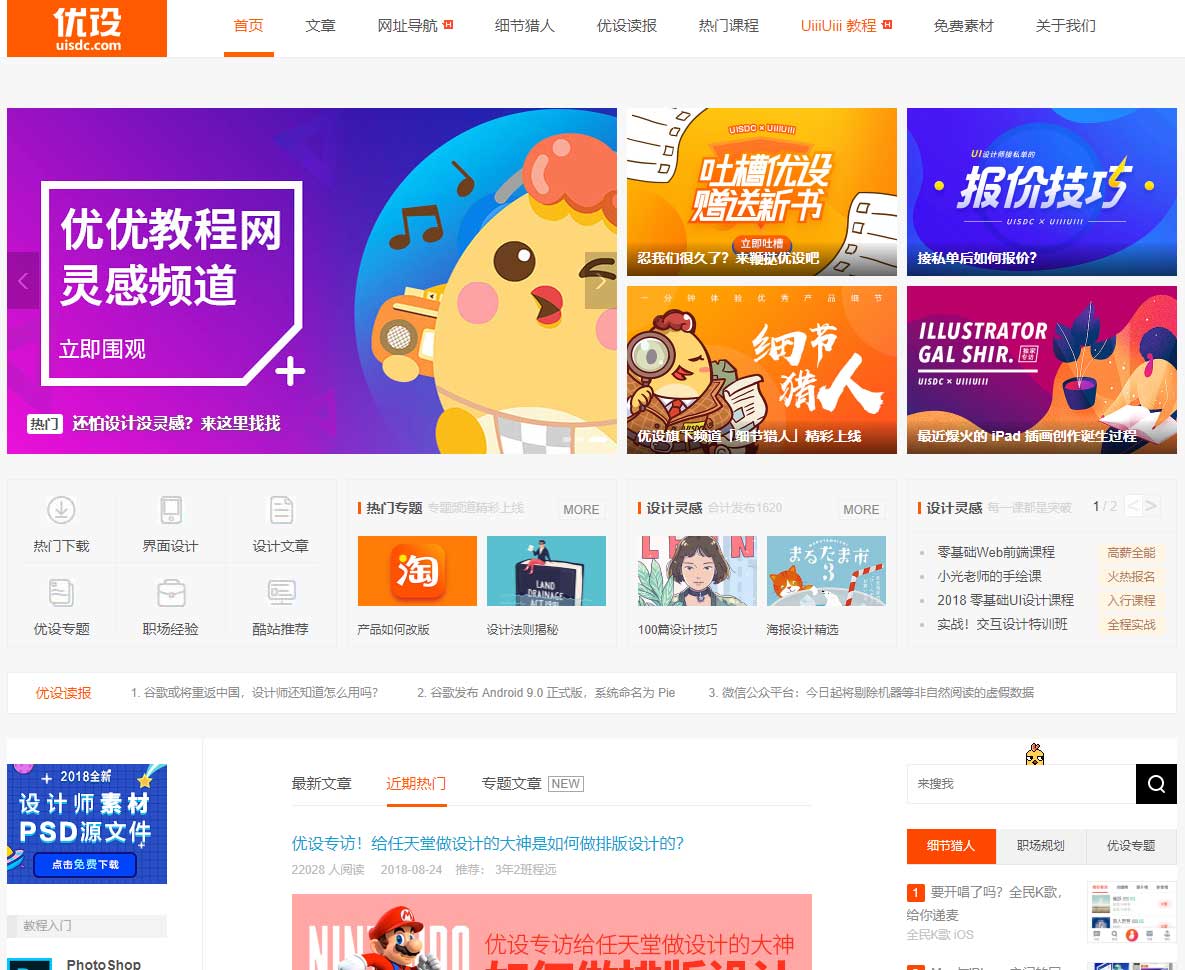 优设
uisdc.com
首页
文章
网址导航
细节猎人
优设读报
热门课程
UiiiUiii 教程
免费素材
关于我们
优优教程网
灵感频道
立即围观
热门 还怕设计没灵感？来这里找找
UISDC × UIIIUIII
吐槽优设
赠送新书
立即吐槽
忍我们很久了？来鞭挞优设吧
UI设计师接私单的
报价技巧
UISDC × UIIIUIII
接私单后如何报价？
一分钟体验优秀产品细节
细节
猎人
优设旗下频道「细节猎人」精彩上线
ILLUSTRATOR
GAL SHIR.
独家
专访
UISDC × UIIIUIII
最近爆火的 iPad 插画创作诞生过程
热门下载
界面设计
设计文章
优设专题
职场经验
酷站推荐
热门专题 专题频道精彩上线 MORE
淘
LAND
DRAINAGE
产品如何改版
设计法则揭秘
设计灵感 合计发布1620 MORE
まるたま市
3
100篇设计技巧
海报设计精选
设计灵感 每一课都是突破 1 / 2 < >
零基础Web前端课程 高薪全能
小光老师的手绘课 火热报名
2018 零基础UI设计课程 入行课程
实战！交互设计特训班 全程实战
优设读报
1. 谷歌或将重返中国，设计师还知道怎么用吗？
2. 谷歌发布 Android 9.0 正式版，系统命名为 Pie
3. 微信公众平台：今日起将剔除机器等非自然阅读的虚假数据
2018全新
设计师素材
PSD源文件
点击免费下载
教程入门
PhotoShop
最新文章
近期热门
专题文章 NEW
优设专访！给任天堂做设计的大神是如何做排版设计的？
22028 人阅读 2018-08-24 推荐： 3年2班程远
优设专访给任天堂做设计的大神
来搜我
细节猎人
职场规划
优设专题
1 要开唱了吗？全民K歌，
给你递麦
全民K歌 iOS